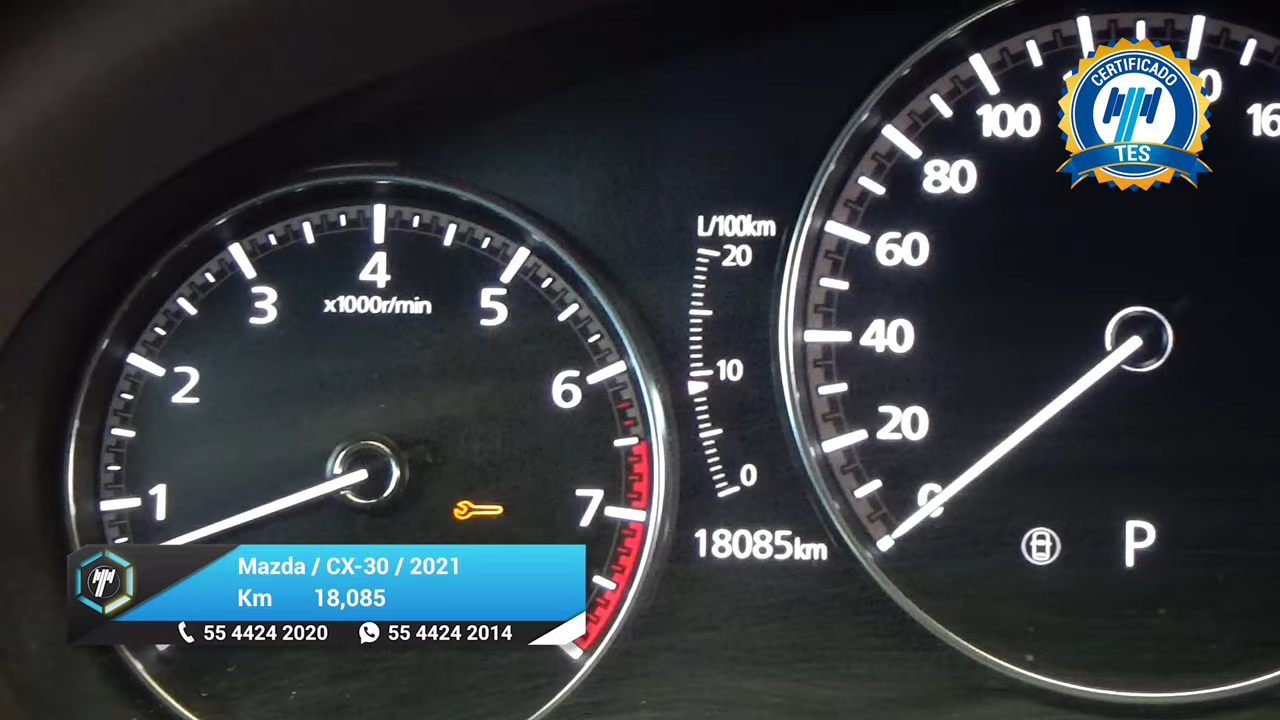 CERTIFICADO
TES
1
2
3
4
5
6
7
x1000r/min
L/100km
20
10
0
18085km
0
20
40
60
80
100
P
Mazda / CX-30 / 2021
Km 18,085
55 4424 2020 55 4424 2014